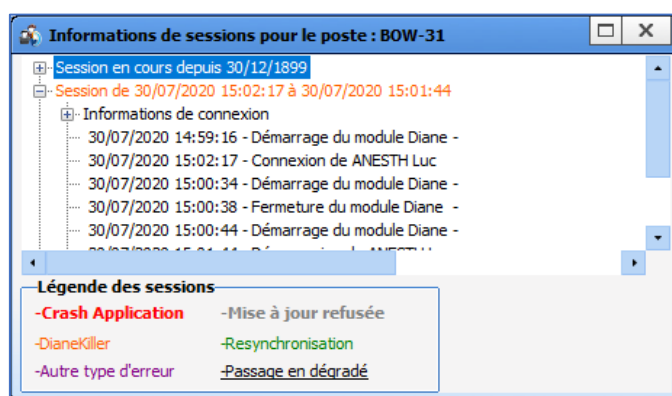 Informations de sessions pour le poste : BOW-31
Session en cours depuis 30/12/1899
Session de 30/07/2020 15:02:17 à 30/07/2020 15:01:44
Informations de connexion
30/07/2020 14:59:16 - Démarrage du module Diane -
30/07/2020 15:02:17 - Connexion de ANESTH Luc
30/07/2020 15:00:34 - Démarrage du module Diane -
30/07/2020 15:00:38 - Fermeture du module Diane -
30/07/2020 15:00:44 - Démarrage du module Diane -
Légende des sessions
-Crash Application
-Mise à jour refusée
-DianeKiller
-Resynchronisation
-Autre type d'erreur
-Passage en dégradé